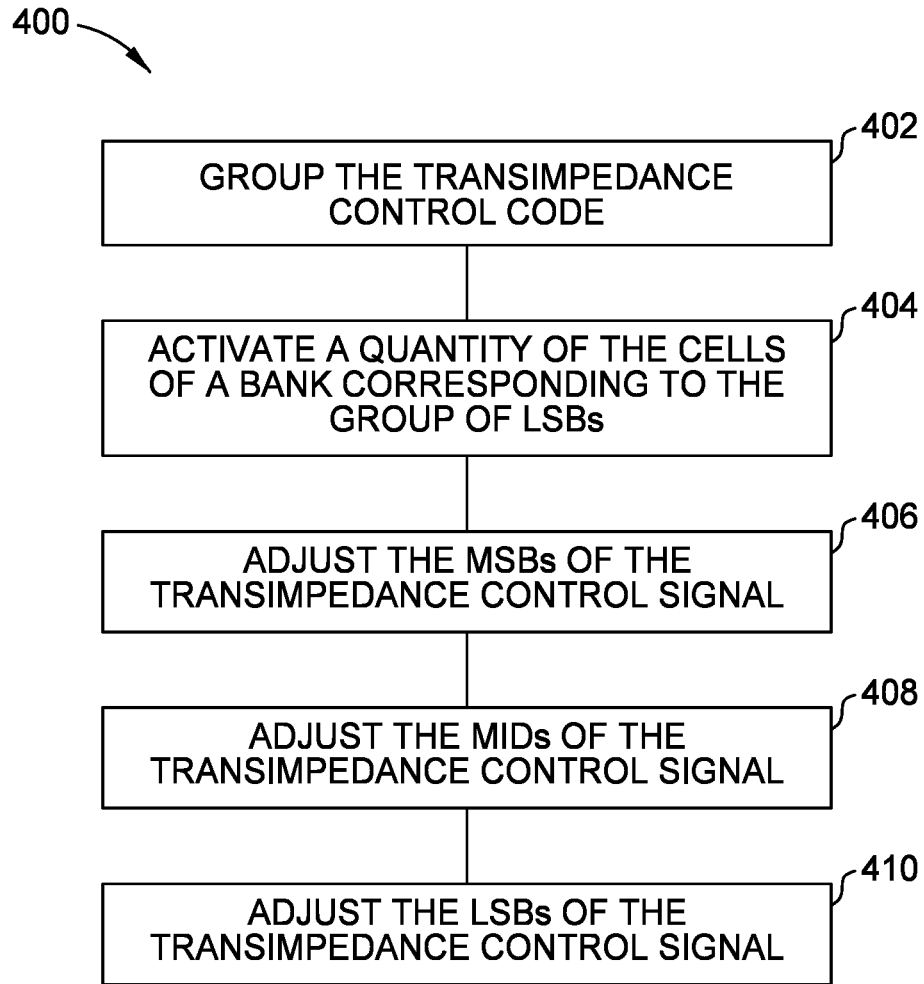 400
402
GROUP THE TRANSIMPEDANCE
CONTROL CODE
404
ACTIVATE A QUANTITY OF THE CELLS
OF A BANK CORRESPONDING TO THE
GROUP OF LSBs
406
ADJUST THE MSBs OF THE
TRANSIMPEDANCE CONTROL SIGNAL
408
ADJUST THE MIDs OF THE
TRANSIMPEDANCE CONTROL SIGNAL
410
ADJUST THE LSBs OF THE
TRANSIMPEDANCE CONTROL SIGNAL